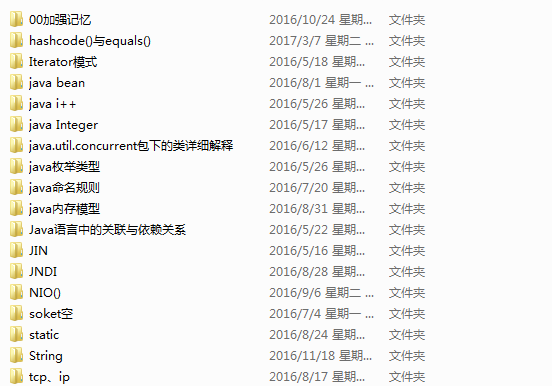 00加强记忆 2016/10/24 星期... 文件夹
hashcode()与equals() 2017/3/7 星期二 ... 文件夹
Iterator模式 2016/5/18 星期... 文件夹
java bean 2016/8/1 星期一 ... 文件夹
java i++ 2016/5/26 星期... 文件夹
java Integer 2016/5/17 星期... 文件夹
java.util.concurrent包下的类详细解释 2016/6/12 星期... 文件夹
java枚举类型 2016/5/26 星期... 文件夹
java命名规则 2016/7/20 星期... 文件夹
java内存模型 2016/8/31 星期... 文件夹
Java语言中的关联与依赖关系 2016/5/22 星期... 文件夹
JIN 2016/5/16 星期... 文件夹
JNDI 2016/8/28 星期... 文件夹
NIO() 2016/9/6 星期二 ... 文件夹
soket空 2016/7/4 星期一 ... 文件夹
static 2016/8/24 星期... 文件夹
String 2016/11/18 星期... 文件夹
tcp、ip 2016/8/17 星期... 文件夹